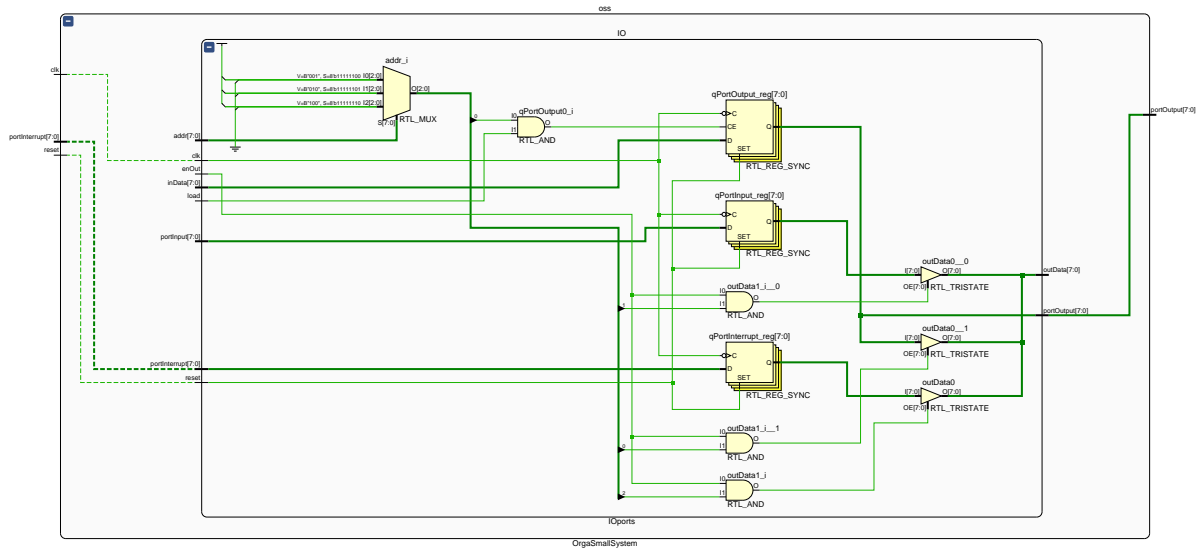 oss
IO
addr_i
V=B"001", S=8'b11111100 I0[2:0]
V=B"010", S=8'b11111101 I1[2:0]
V=B"100", S=8'b11111110 I2[2:0]
O[2:0]
S[7:0]
RTL_MUX
clk
portInterrupt[7:0]
reset
addr[7:0]
clk
enOut
inData[7:0]
load
portInput[7:0]
portInterrupt[7:0]
reset
0
qPortOutput0_i
I0
I1
O
RTL_AND
qPortOutput_reg[7:0]
C
CE
D
Q
SET
RTL_REG_SYNC
qPortInput_reg[7:0]
C
D
Q
SET
RTL_REG_SYNC
1
outData1_i__0
I0
I1
O
RTL_AND
qPortInterrupt_reg[7:0]
C
D
Q
SET
RTL_REG_SYNC
0
outData1_i__1
I0
I1
O
RTL_AND
2
outData1_i
I0
I1
O
RTL_AND
outData0__0
I[7:0]
O[7:0]
OE[7:0]
RTL_TRISTATE
outData0__1
I[7:0]
O[7:0]
OE[7:0]
RTL_TRISTATE
outData0
I[7:0]
O[7:0]
OE[7:0]
RTL_TRISTATE
outData[7:0]
portOutput[7:0]
portOutput[7:0]
IOports
OrgaSmallSystem